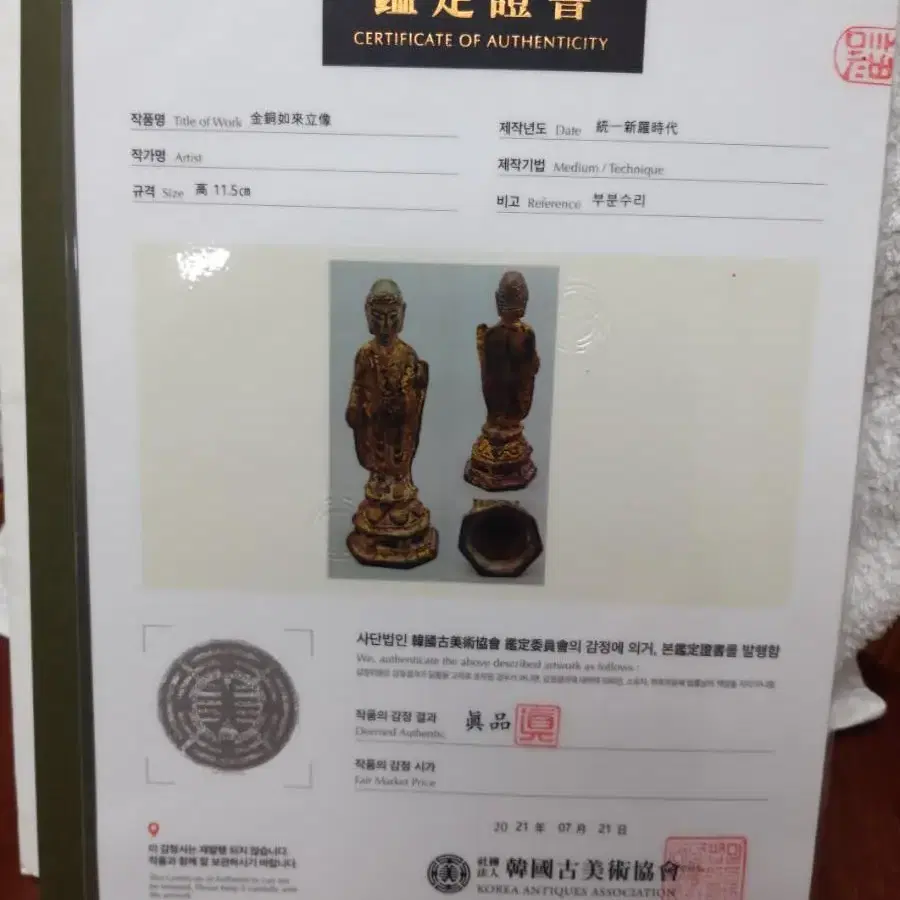 鑑定證書
CERTIFICATE OF AUTHENTICITY
작품명 Title of Work 金銅如來立像
제작년도 Date 統一新羅時代
작가명 Artist
제작기법 Medium / Technique
규격 Size 高 11.5㎝
비고 Reference 부분수리
사단법인 韓國古美術協會 鑑定委員會의 감정에 의거, 本鑑定證書를 발행함
We, authenticate the above described artwork as follows :
작품의 감정 결과 眞品 眞
Deemed Authentic
작품의 감정 시가
Fair Market Price
20 21 年 07 月 21 日
이 감정서는 재발행 되지 않습니다.
작품과 함께 잘 보관하시기 바랍니다.
社團法人 韓國古美術協會
KOREA ANTIQUES ASSOCIATION